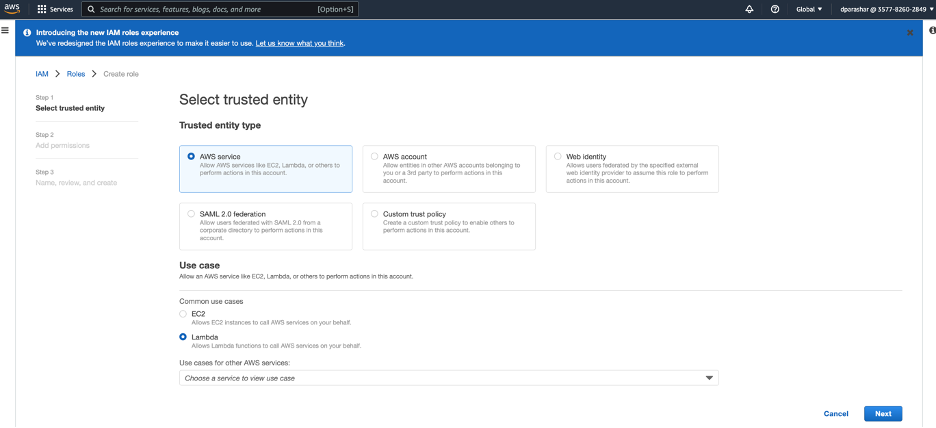 aws
Services
Search for services, features, blogs, docs, and more
[Option+S]
Global
dparashar @ 3577-8260-2849
Introducing the new IAM roles experience
We've redesigned the IAM roles experience to make it easier to use. Let us know what you think.
IAM > Roles > Create role
Step 1
Select trusted entity
Step 2
Add permissions
Step 3
Name, review, and create
Select trusted entity
Trusted entity type
AWS service
Allow AWS services like EC2, Lambda, or others to
perform actions in this account.
AWS account
Allow entities in other AWS accounts belonging to
you or a 3rd party to perform actions in this
account.
Web identity
Allows users federated by the specified external
web identity provider to assume this role to perform
actions in this account.
SAML 2.0 federation
Allow users federated with SAML 2.0 from a
corporate directory to perform actions in this
account.
Custom trust policy
Create a custom trust policy to enable others to
perform actions in this account.
Use case
Allow an AWS service like EC2, Lambda, or others to perform actions in this account.
Common use cases
EC2
Allows EC2 instances to call AWS services on your behalf.
Lambda
Allows Lambda functions to call AWS services on your behalf.
Use cases for other AWS services:
Choose a service to view use case
Cancel
Next